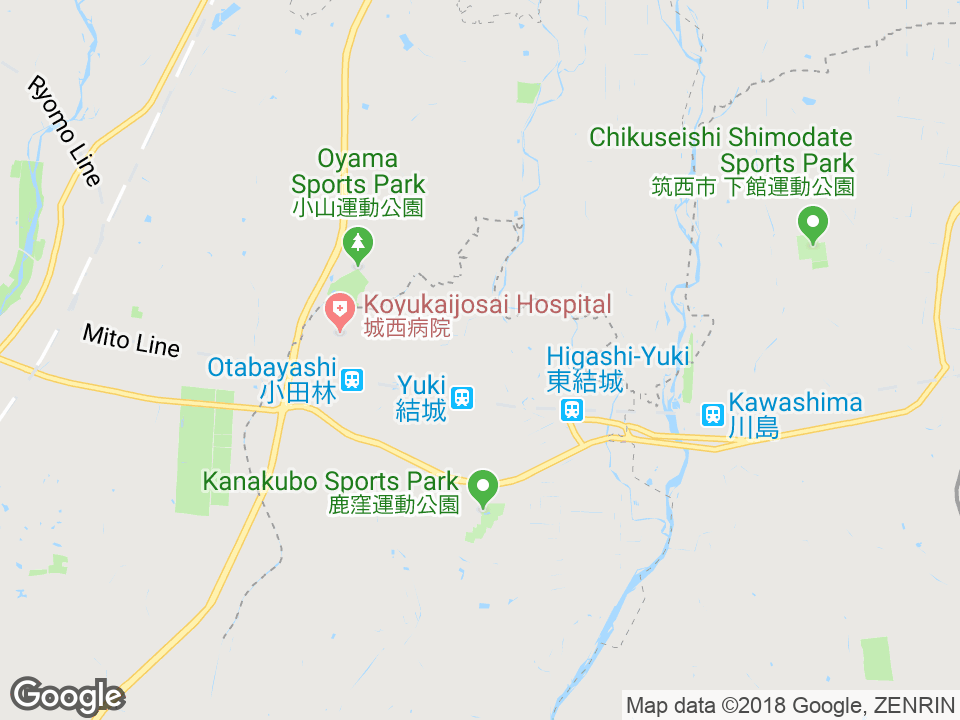 Ryomo Line
Chikuseishi Shimodate
Sports Park
筑西市 下館運動公園
Oyama
Sports Park
小山運動公園
Koyukaijosai Hospital
城西病院
Mito Line
Otabayashi
小田林
Yuki
結城
Higashi-Yuki
東結城
Kawashima
川島
Kanakubo Sports Park
鹿窪運動公園
Google
Map data ©2018 Google, ZENRIN